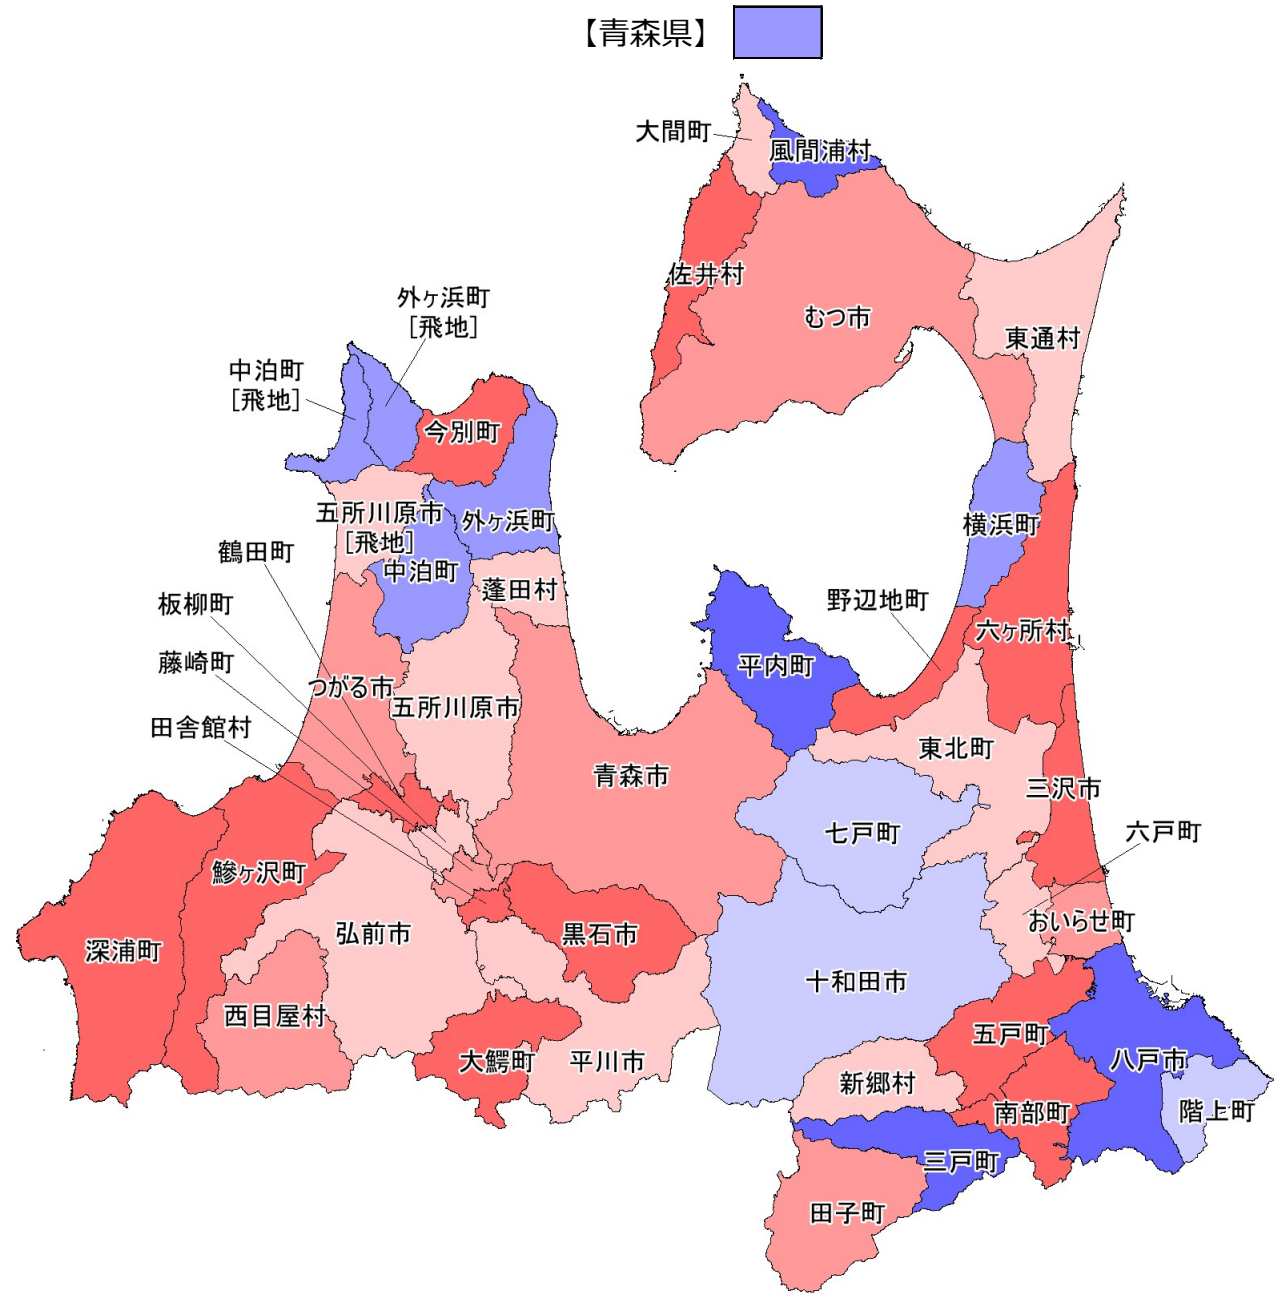 【青森県】
大間町
風間浦村
佐井村
むつ市
東通村
外ヶ浜町
[飛地]
中泊町
[飛地]
今別町
五所川原市
[飛地]
外ヶ浜町
横浜町
鶴田町
中泊町
蓬田村
板柳町
野辺地町
六ヶ所村
藤崎町
平内町
つがる市
五所川原市
田舎館村
東北町
青森市
三沢市
七戸町
六戸町
鰺ヶ沢町
おいらせ町
弘前市
黒石市
深浦町
十和田市
西目屋村
五戸町
大鰐町
平川市
八戸市
新郷村
南部町
階上町
三戸町
田子町